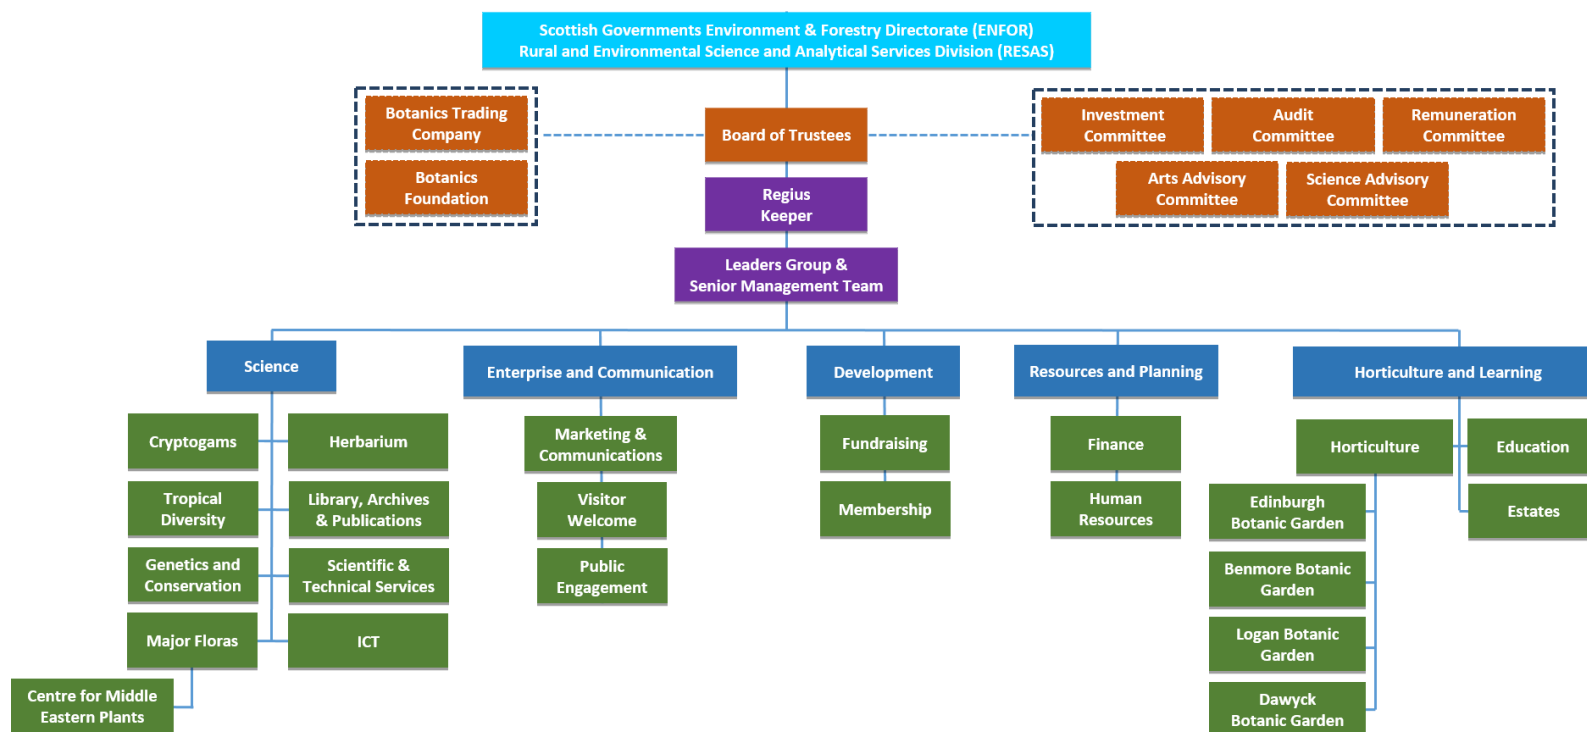 Scottish Governments Environment & Forestry Directorate (ENFOR)
Rural and Environmental Science and Analytical Services Division (RESAS)
Botanics Trading
Company
Botanics
Foundation
Board of Trustees
Investment
Committee
Audit
Committee
Remuneration
Committee
Arts Advisory
Committee
Science Advisory
Committee
Regius
Keeper
Leaders Group &
Senior Management Team
Science
Enterprise and Communication
Development
Resources and Planning
Horticulture and Learning
Cryptogams
Herbarium
Tropical
Diversity
Library, Archives
& Publications
Genetics and
Conservation
Scientific &
Technical Services
Major Floras
ICT
Centre for Middle
Eastern Plants
Marketing &
Communications
Visitor
Welcome
Public
Engagement
Fundraising
Membership
Finance
Human
Resources
Horticulture
Education
Edinburgh
Botanic Garden
Estates
Benmore Botanic
Garden
Logan Botanic
Garden
Dawyck
Botanic Garden